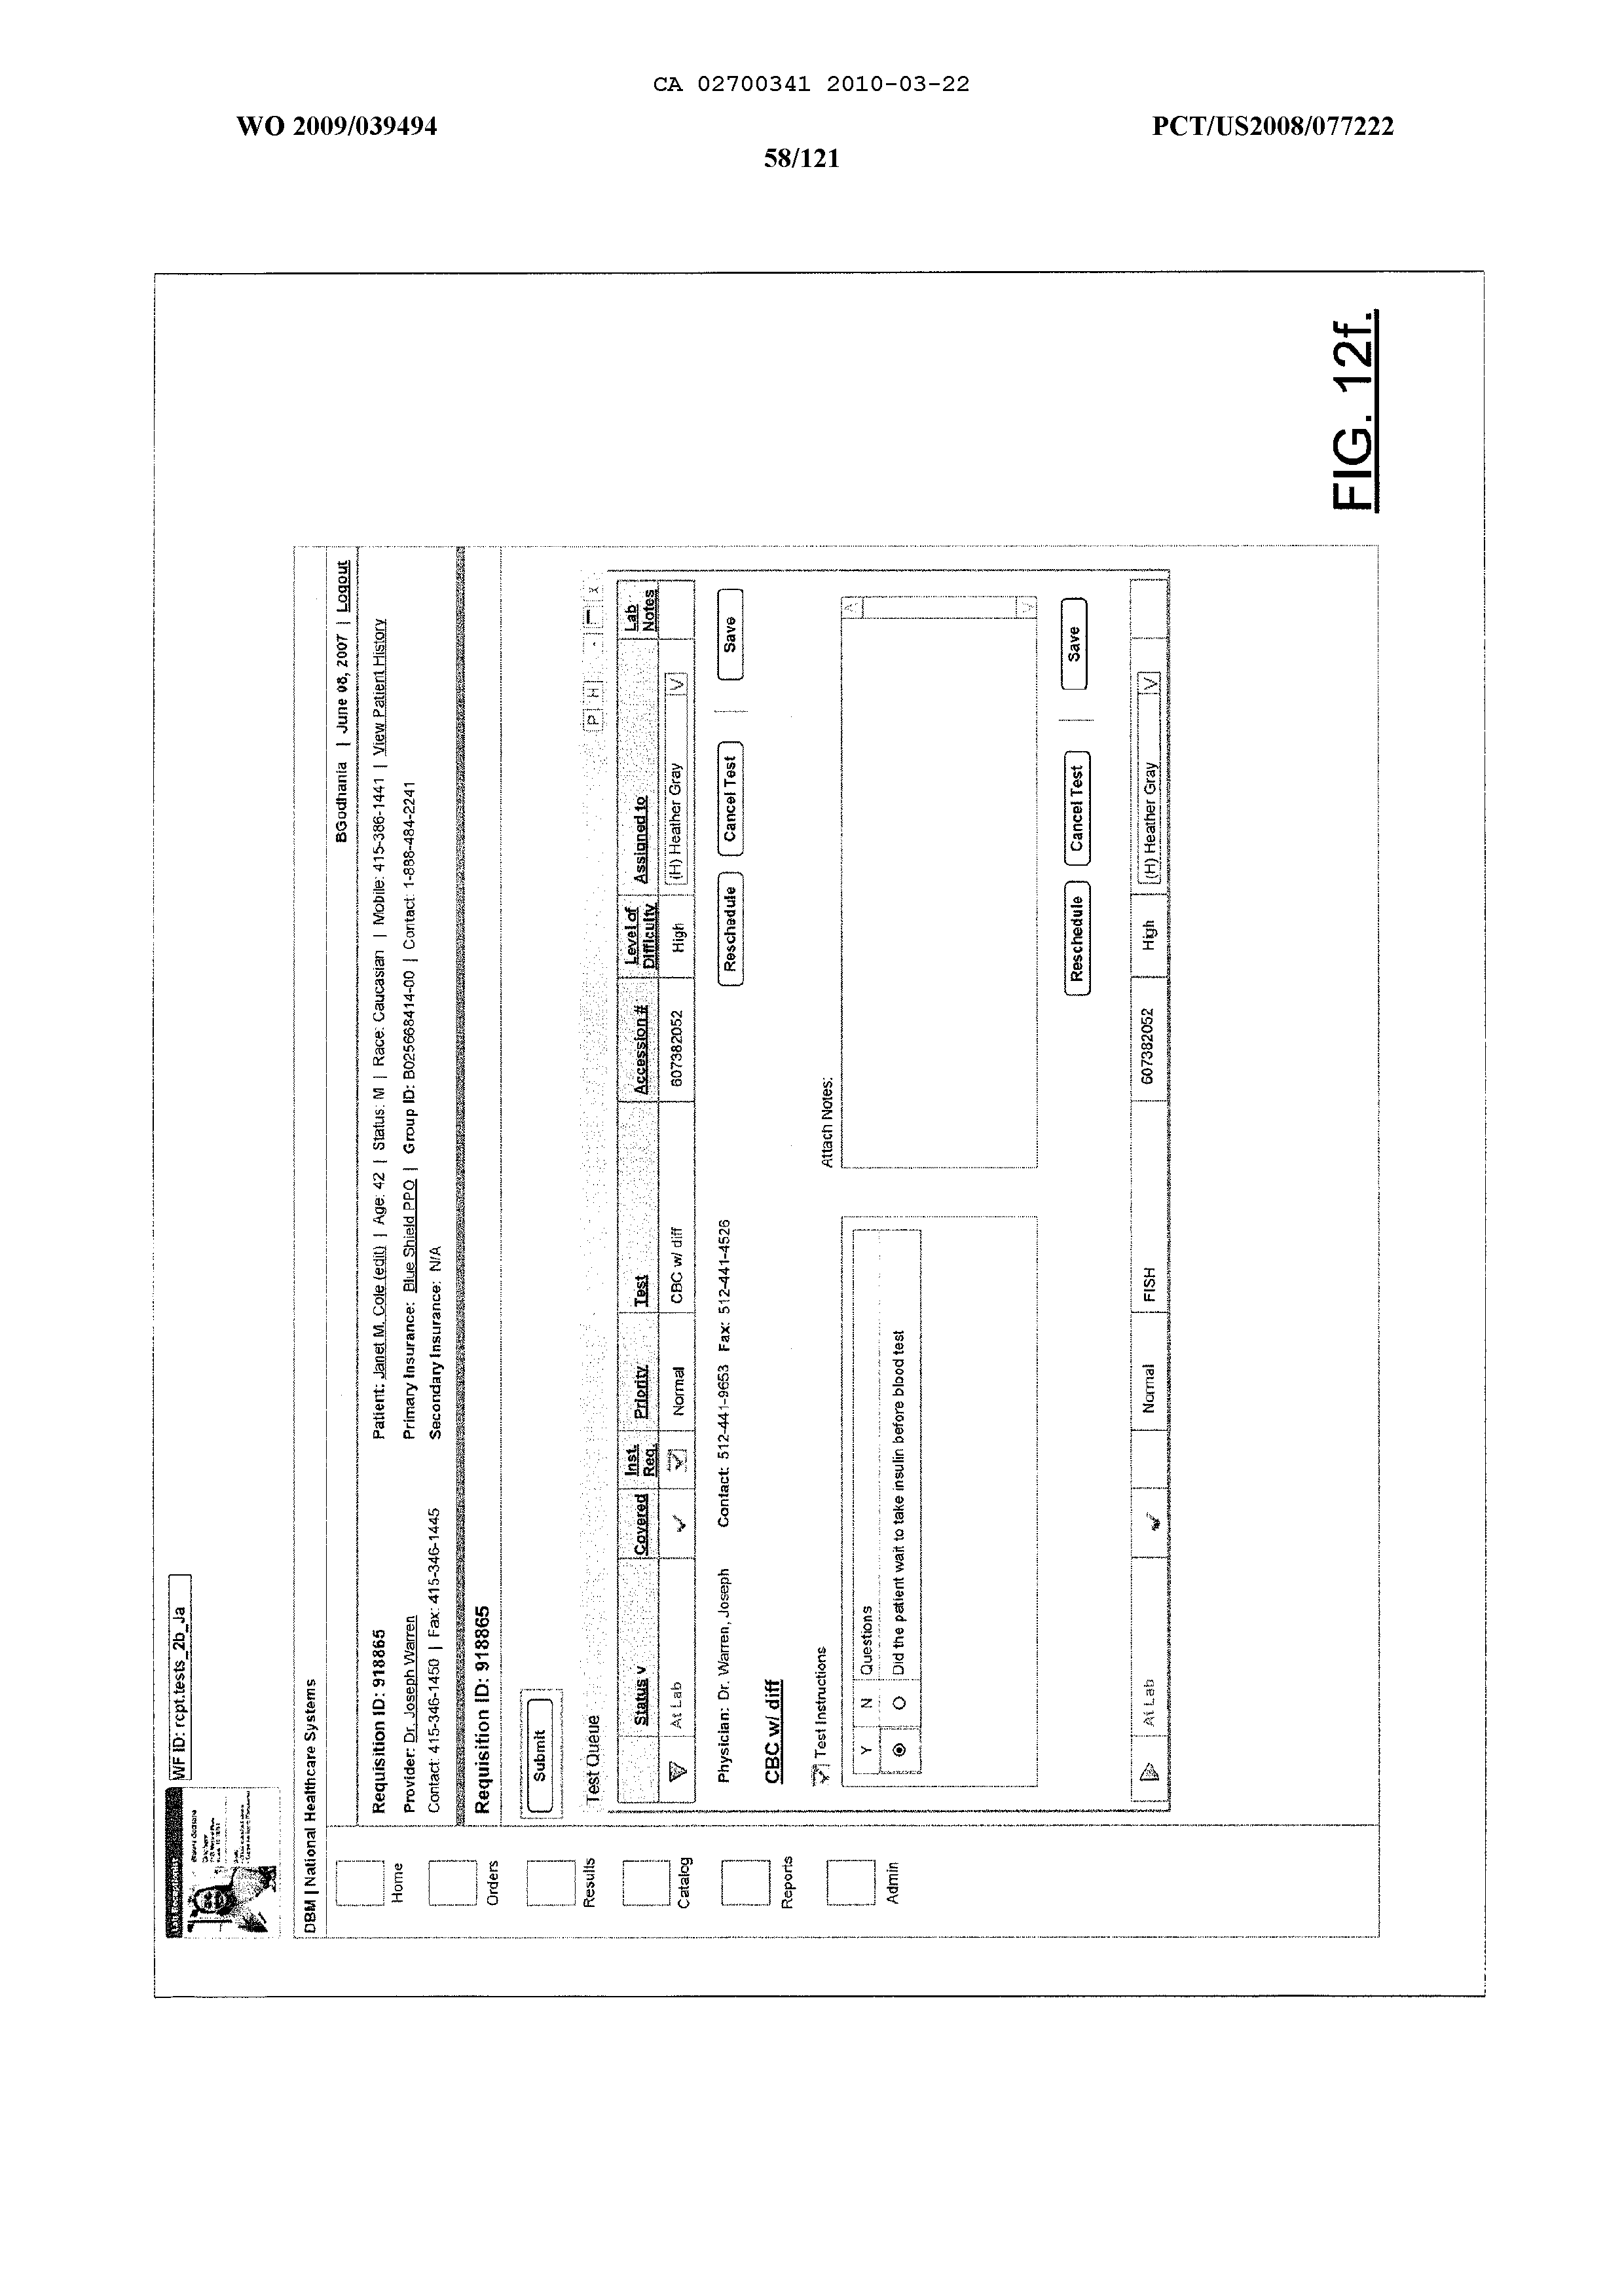 CA 02700341 2010-03-22
WO 2009/039494 PCT/US2008/077222
58/121
WF ID: rcpt.tests_2b_Ja
DBM | National Healthcare Systems
BGodhania | June 08, 2007 | Logout
Home
Orders
Results
Catalog
Reports
Admin
Requisition ID: 918865 Patient: Janet M. Cole (edit) | Age: 42 | Status: M | Race: Caucasian | Mobile: 415-386-1441 | View Patient History
Provider: Dr. Joseph Warren Primary Insurance: Blue Shield PPO | Group ID: B025668414-00 | Contact: 1-888-484-2241
Contact: 415-346-1450 | Fax: 415-346-1445 Secondary Insurance: N/A
Requisition ID: 918865
Submit
Test Queue P H - X
Status v Covered Inst. Req. Priority Test Accession # Level of Difficulty Assigned to Lab Notes
At Lab Normal CBC w/ diff 607382052 High (H) Heather Gray V
Physician: Dr. Warren, Joseph Contact: 512-441-9653 Fax: 512-441-4526 Reschedule Cancel Test | Save
CBC w/ diff
Test Instructions Attach Notes:
Y N Questions
Did the patient wait to take insulin before blood test
Reschedule Cancel Test | Save
At Lab Normal FISH 607382052 High (H) Heather Gray V
FIG. 12f.